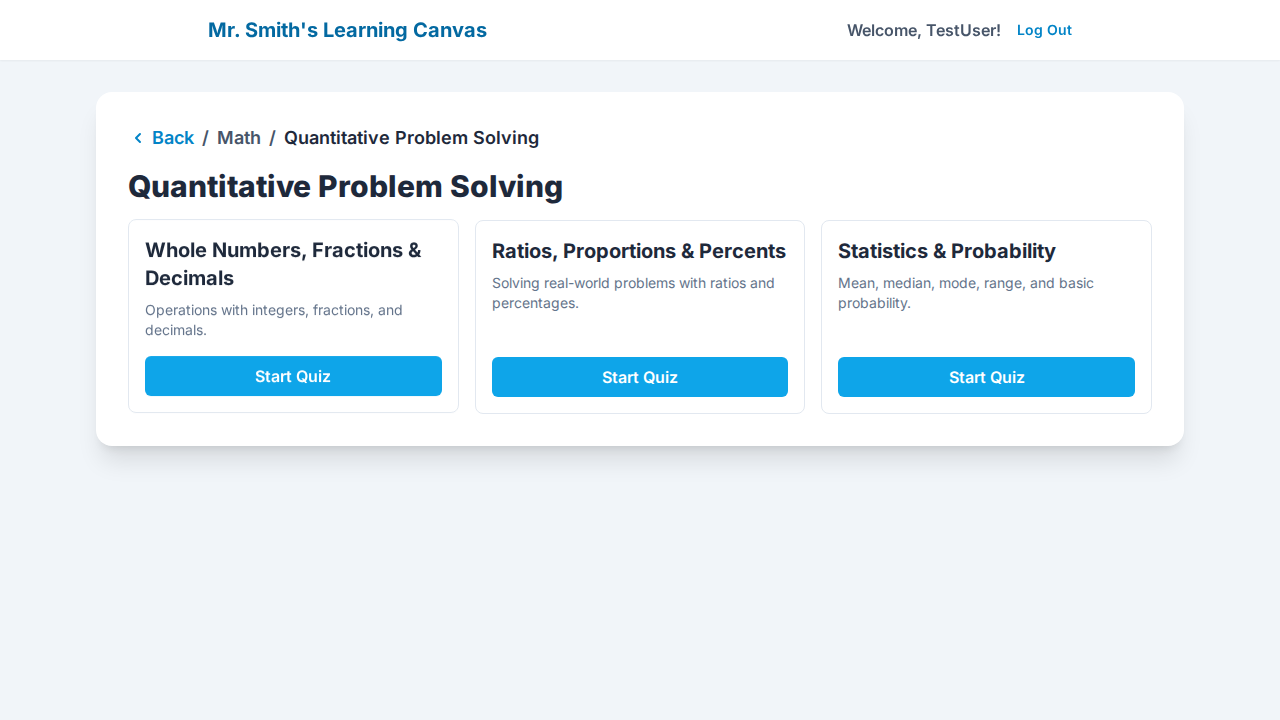 Mr. Smith's Learning Canvas
Welcome, TestUser!
Log Out
Back / Math / Quantitative Problem Solving
Quantitative Problem Solving
Whole Numbers, Fractions &
Decimals
Operations with integers, fractions, and
decimals.
Start Quiz
Ratios, Proportions & Percents
Solving real-world problems with ratios and
percentages.
Start Quiz
Statistics & Probability
Mean, median, mode, range, and basic
probability.
Start Quiz